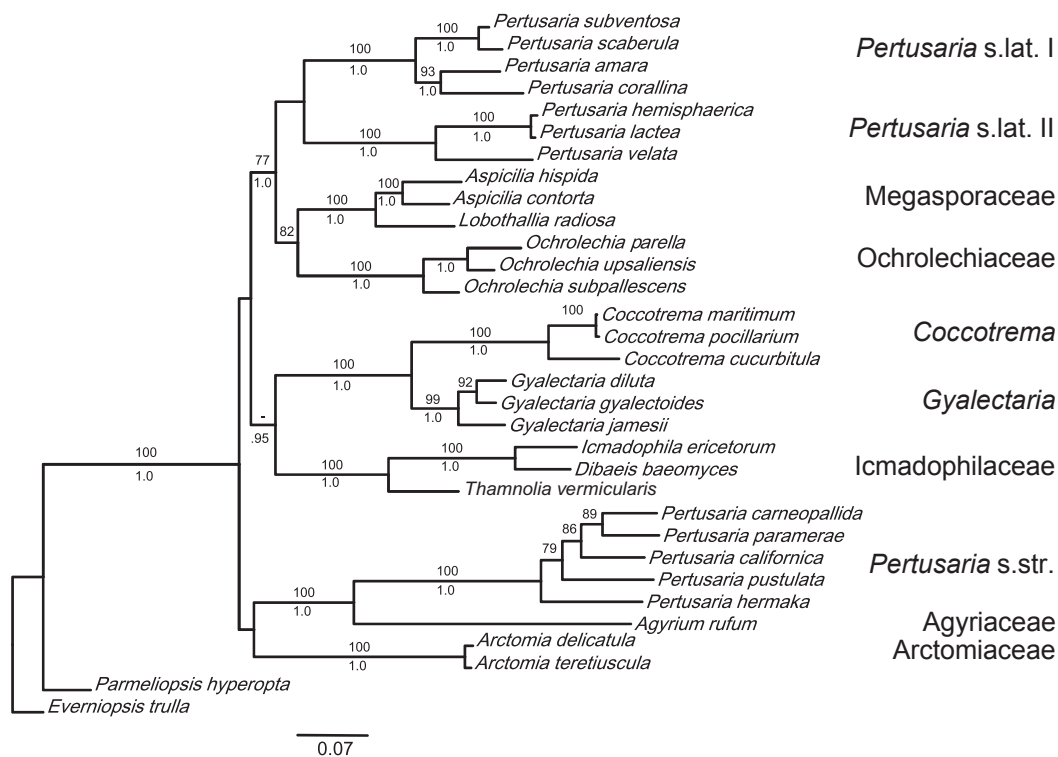 100
Pertusaria subventosa
1.0
Pertusaria scaberula
Pertusaria s.lat. I
100
1.0
93
Pertusaria amara
1.0
Pertusaria corallina
100
Pertusaria hemisphaerica
1.0
Pertusaria lactea
Pertusaria s.lat. II
100
1.0
Pertusaria velata
77
1.0
100
Aspicilia hispida
1.0
Aspicilia contorta
Megasporaceae
100
1.0
Lobothallia radiosa
82
Ochrolechia parella
1.0
Ochrolechia upsaliensis
Ochrolechiaceae
100
1.0
Ochrolechia subpallescens
100
Coccotrema maritimum
Coccotrema pocillarium
Coccotrema
100
1.0
Coccotrema cucurbitula
100
1.0
92
Gyalectaria diluta
Gyalectaria gyalectoides
Gyalectaria
99
1.0
Gyalectaria jamesii
-
.95
100
Icmadophila ericetorum
1.0
Dibaeis baeomyces
Icmadophilaceae
100
1.0
Thamnolia vermicularis
100
1.0
89
Pertusaria carneopallida
86
Pertusaria paramerae
79
Pertusaria californica
Pertusaria s.str.
Pertusaria pustulata
100
1.0
Pertusaria hermaka
100
1.0
Agyrium rufum
Agyriaceae
100
Arctomia delicatula
1.0
Arctomia teretiuscula
Arctomiaceae
Parmeliopsis hyperopta
Everniopsis trulla
0.07